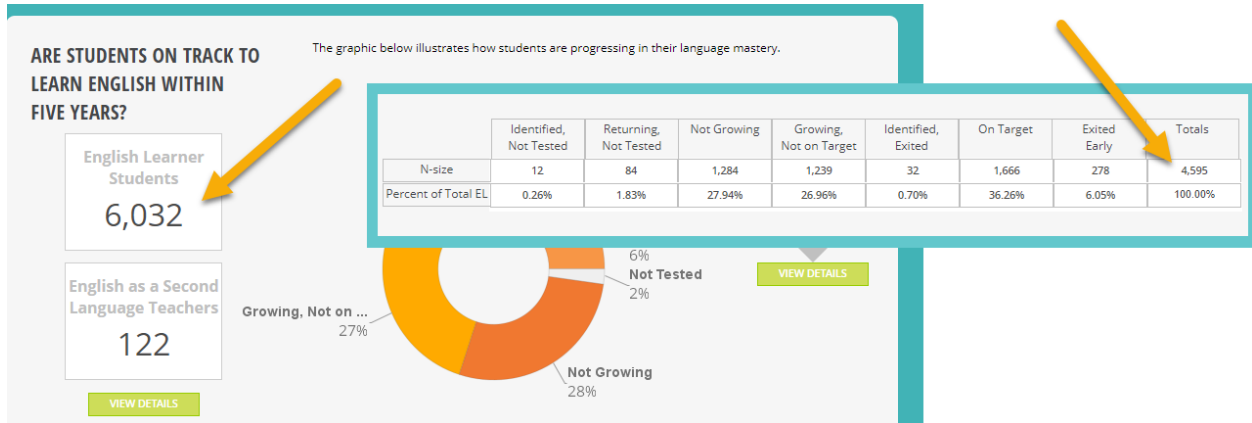 ARE STUDENTS ON TRACK TO
LEARN ENGLISH WITHIN
FIVE YEARS?
The graphic below illustrates how students are progressing in their language mastery.
English Learner
Students
6,032
English as a Second
Language Teachers
122
VIEW DETAILS
Identified, Not Tested Returning, Not Tested Not Growing Growing, Not on Target Identified, Exited On Target Exited Early Totals
N-size 12 84 1,284 1,239 32 1,666 278 4,595
Percent of Total EL 0.26% 1.83% 27.94% 26.96% 0.70% 36.26% 6.05% 100.00%
6%
Not Tested
2%
VIEW DETAILS
Growing, Not on ...
27%
Not Growing
28%